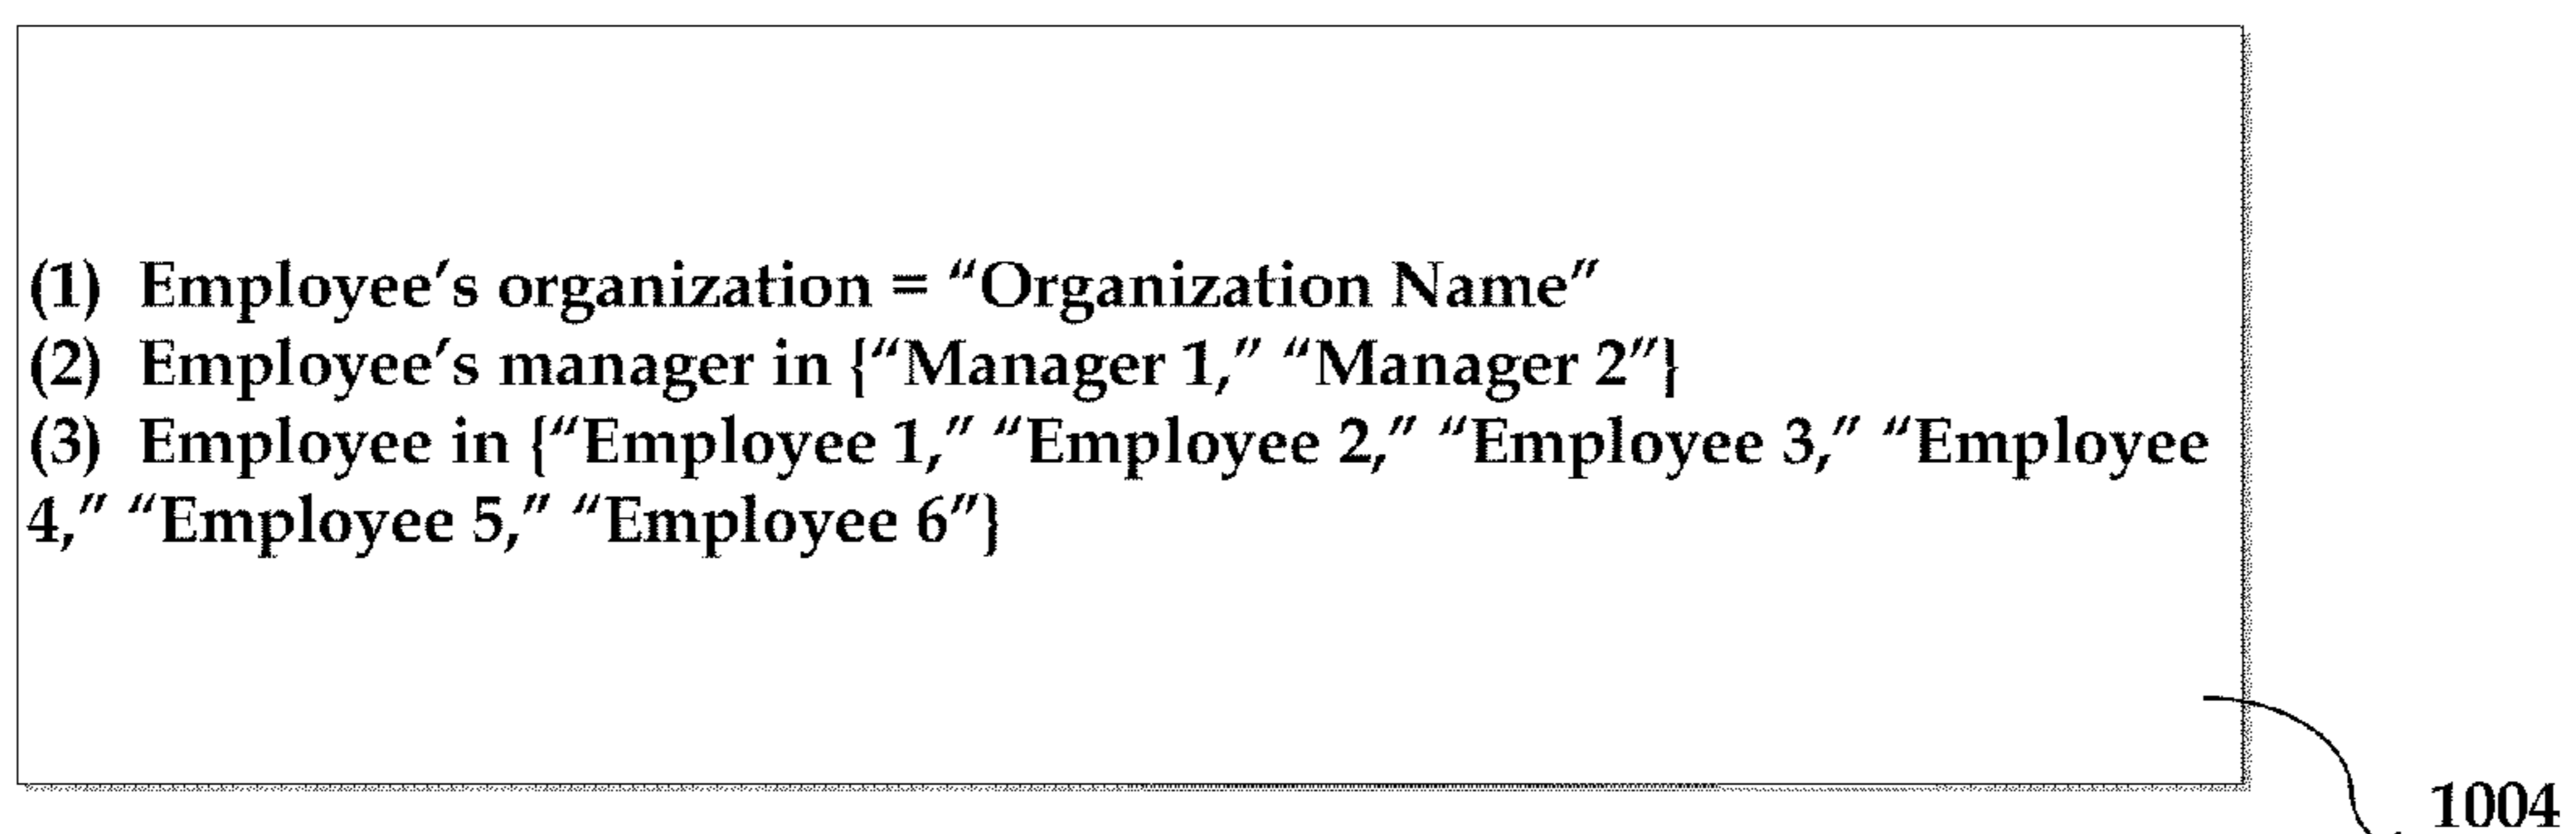 (1) Employee’s organization = “Organization Name”
(2) Employee’s manager in {“Manager 1,” “Manager 2”}
(3) Employee in {“Employee 1,” “Employee 2,” “Employee 3,” “Employee
4,” “Employee 5,” “Employee 6”}
1004